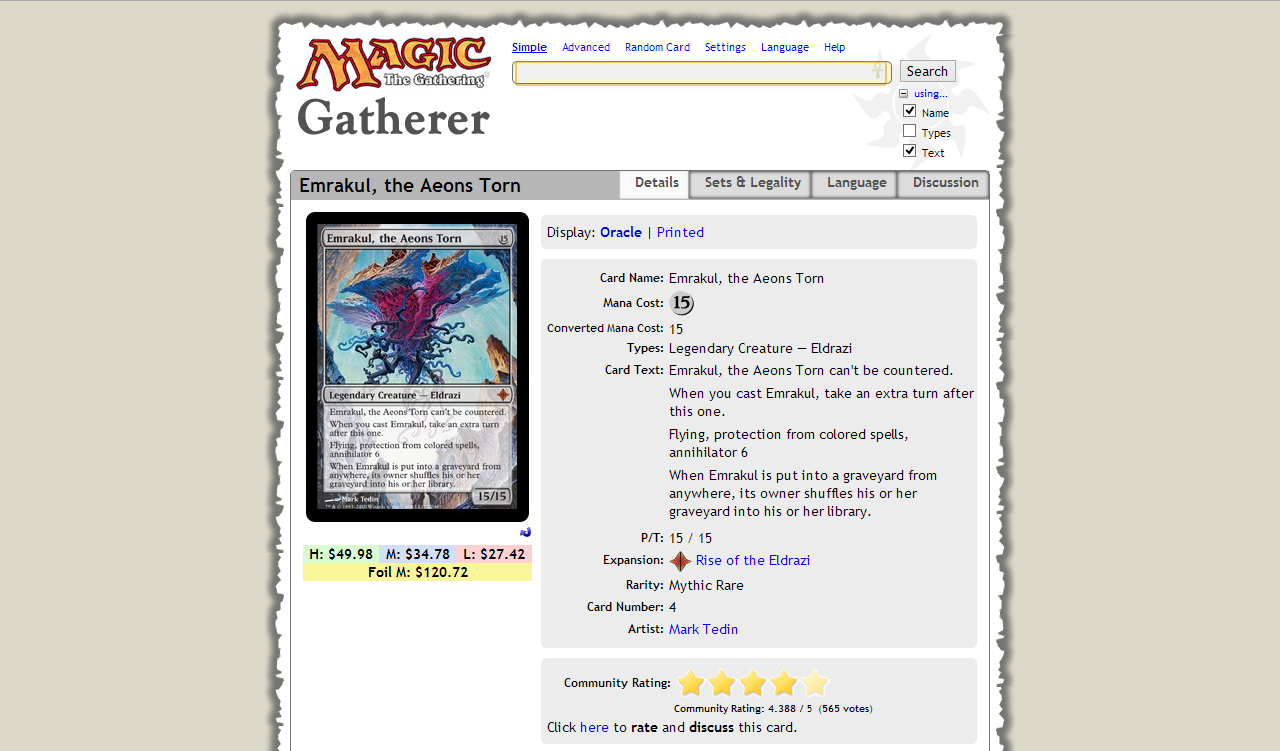 MAGIC
The Gathering®
Gatherer
Simple Advanced Random Card Settings Language Help
Search
using...
Name
Types
Text
Emrakul, the Aeons Torn
Details Sets & Legality Language Discussion
Emrakul, the Aeons Torn 15
Legendary Creature — Eldrazi
Emrakul, the Aeons Torn can't be countered.
When you cast Emrakul, take an extra turn
after this one.
Flying, protection from colored spells,
annihilator 6
When Emrakul is put into a graveyard from
anywhere, its owner shuffles his or her
graveyard into his or her library.
15/15
Mark Tedin
H: $49.98 M: $34.78 L: $27.42
Foil M: $120.72
Display: Oracle | Printed
Card Name: Emrakul, the Aeons Torn
Mana Cost: 15
Converted Mana Cost: 15
Types: Legendary Creature — Eldrazi
Card Text: Emrakul, the Aeons Torn can't be countered.
When you cast Emrakul, take an extra turn after
this one.
Flying, protection from colored spells,
annihilator 6
When Emrakul is put into a graveyard from
anywhere, its owner shuffles his or her
graveyard into his or her library.
P/T: 15 / 15
Expansion: Rise of the Eldrazi
Rarity: Mythic Rare
Card Number: 4
Artist: Mark Tedin
Community Rating:
Community Rating: 4.388 / 5 (565 votes)
Click here to rate and discuss this card.